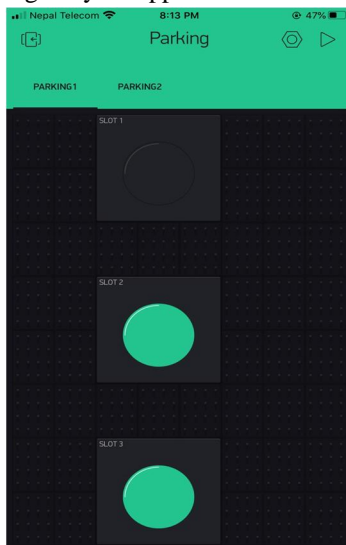 Nepal Telecom 8:13 PM 47%
Parking
PARKING1 PARKING2
SLOT 1
SLOT 2
SLOT 3